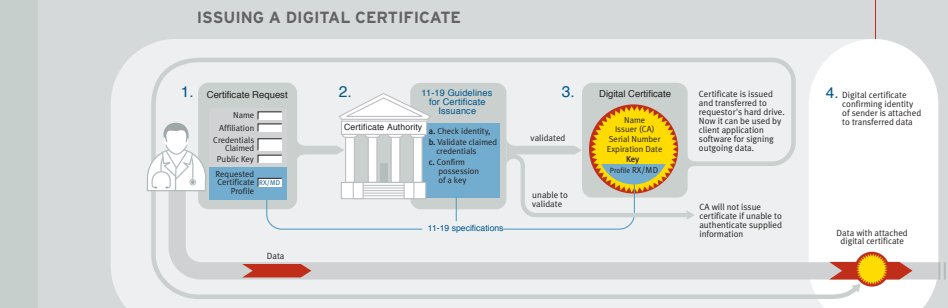 ISSUING A DIGITAL CERTIFICATE
1.
Certificate Request
Name
Affiliation
Credentials
Claimed
Public Key
Requested
Certificate
Profile
RX/MD
2.
Certificate Authority
11-19 Guidelines
for Certificate
Issuance
a. Check identity,
b. Validate claimed
credentials
c. Confirm
possession
of a key
validated
unable to
validate
3.
Digital Certificate
Name
Issuer (CA)
Serial Number
Expiration Date
Key
Profile RX/MD
Certificate is issued
and transferred to
requestor's hard drive.
Now it can be used by
client application
software for signing
outgoing data.
CA will not issue
certificate if unable to
authenticate supplied
information
11-19 specifications
4. Digital certificate
confirming identity
of sender is attached
to transferred data
Data
Data with attached
digital certificate